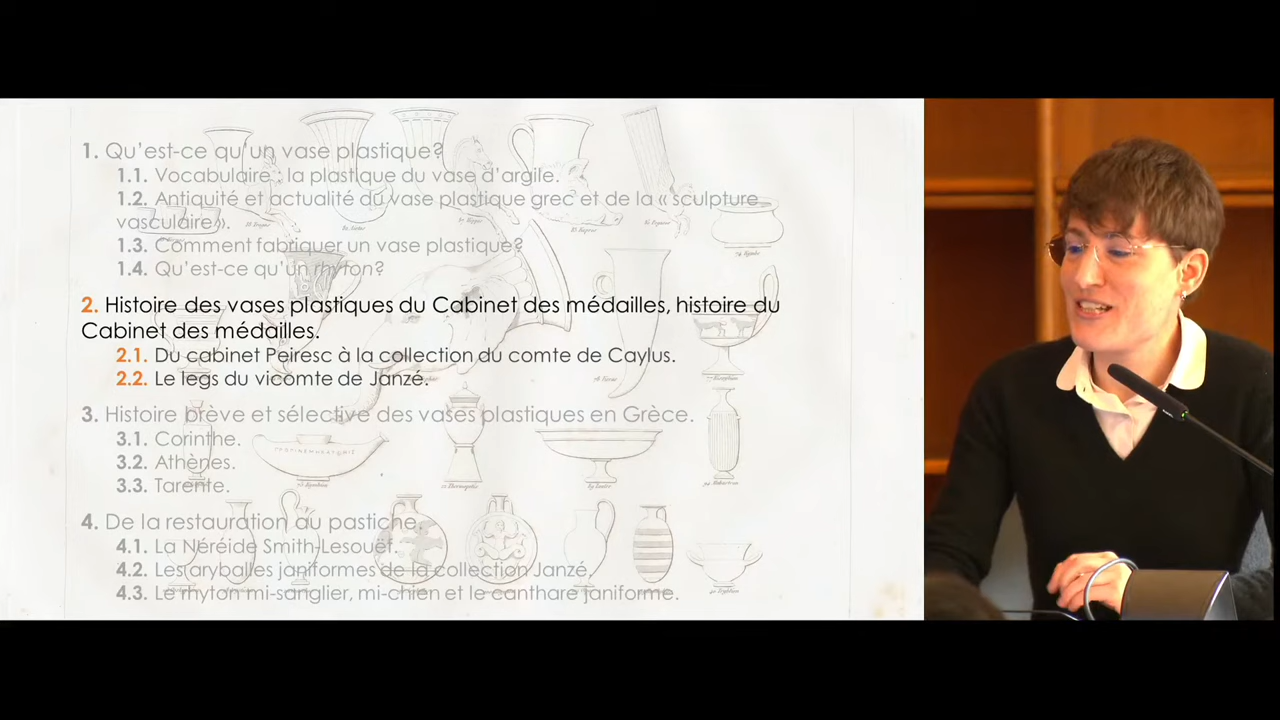 1. Qu'est-ce qu'un vase plastique?
1.1. Vocabulaire : la plastique du vase d'argile.
1.2. Antiquité et actualité du vase plastique grec et de la « sculpture
vasculaire».
1.3. Comment fabriquer un vase plastique?
1.4. Qu'est-ce qu'un rhyton?
2. Histoire des vases plastiques du Cabinet des médailles, histoire du
Cabinet des médailles.
2.1. Du cabinet Peiresc à la collection du comte de Caylus.
2.2. Le legs du vicomte de Janzé.
3. Histoire brève et sélective des vases plastiques en Grèce.
3.1. Corinthe.
3.2. Athènes.
3.3. Tarente.
4. De la restauration au pastiche.
4.1. La Néréide Smith-Lesouëf.
4.2. Les aryballes janiformes de la collection Janzé.
4.3. Le rhyton mi-sanglier, mi-chien et le canthare janiforme.